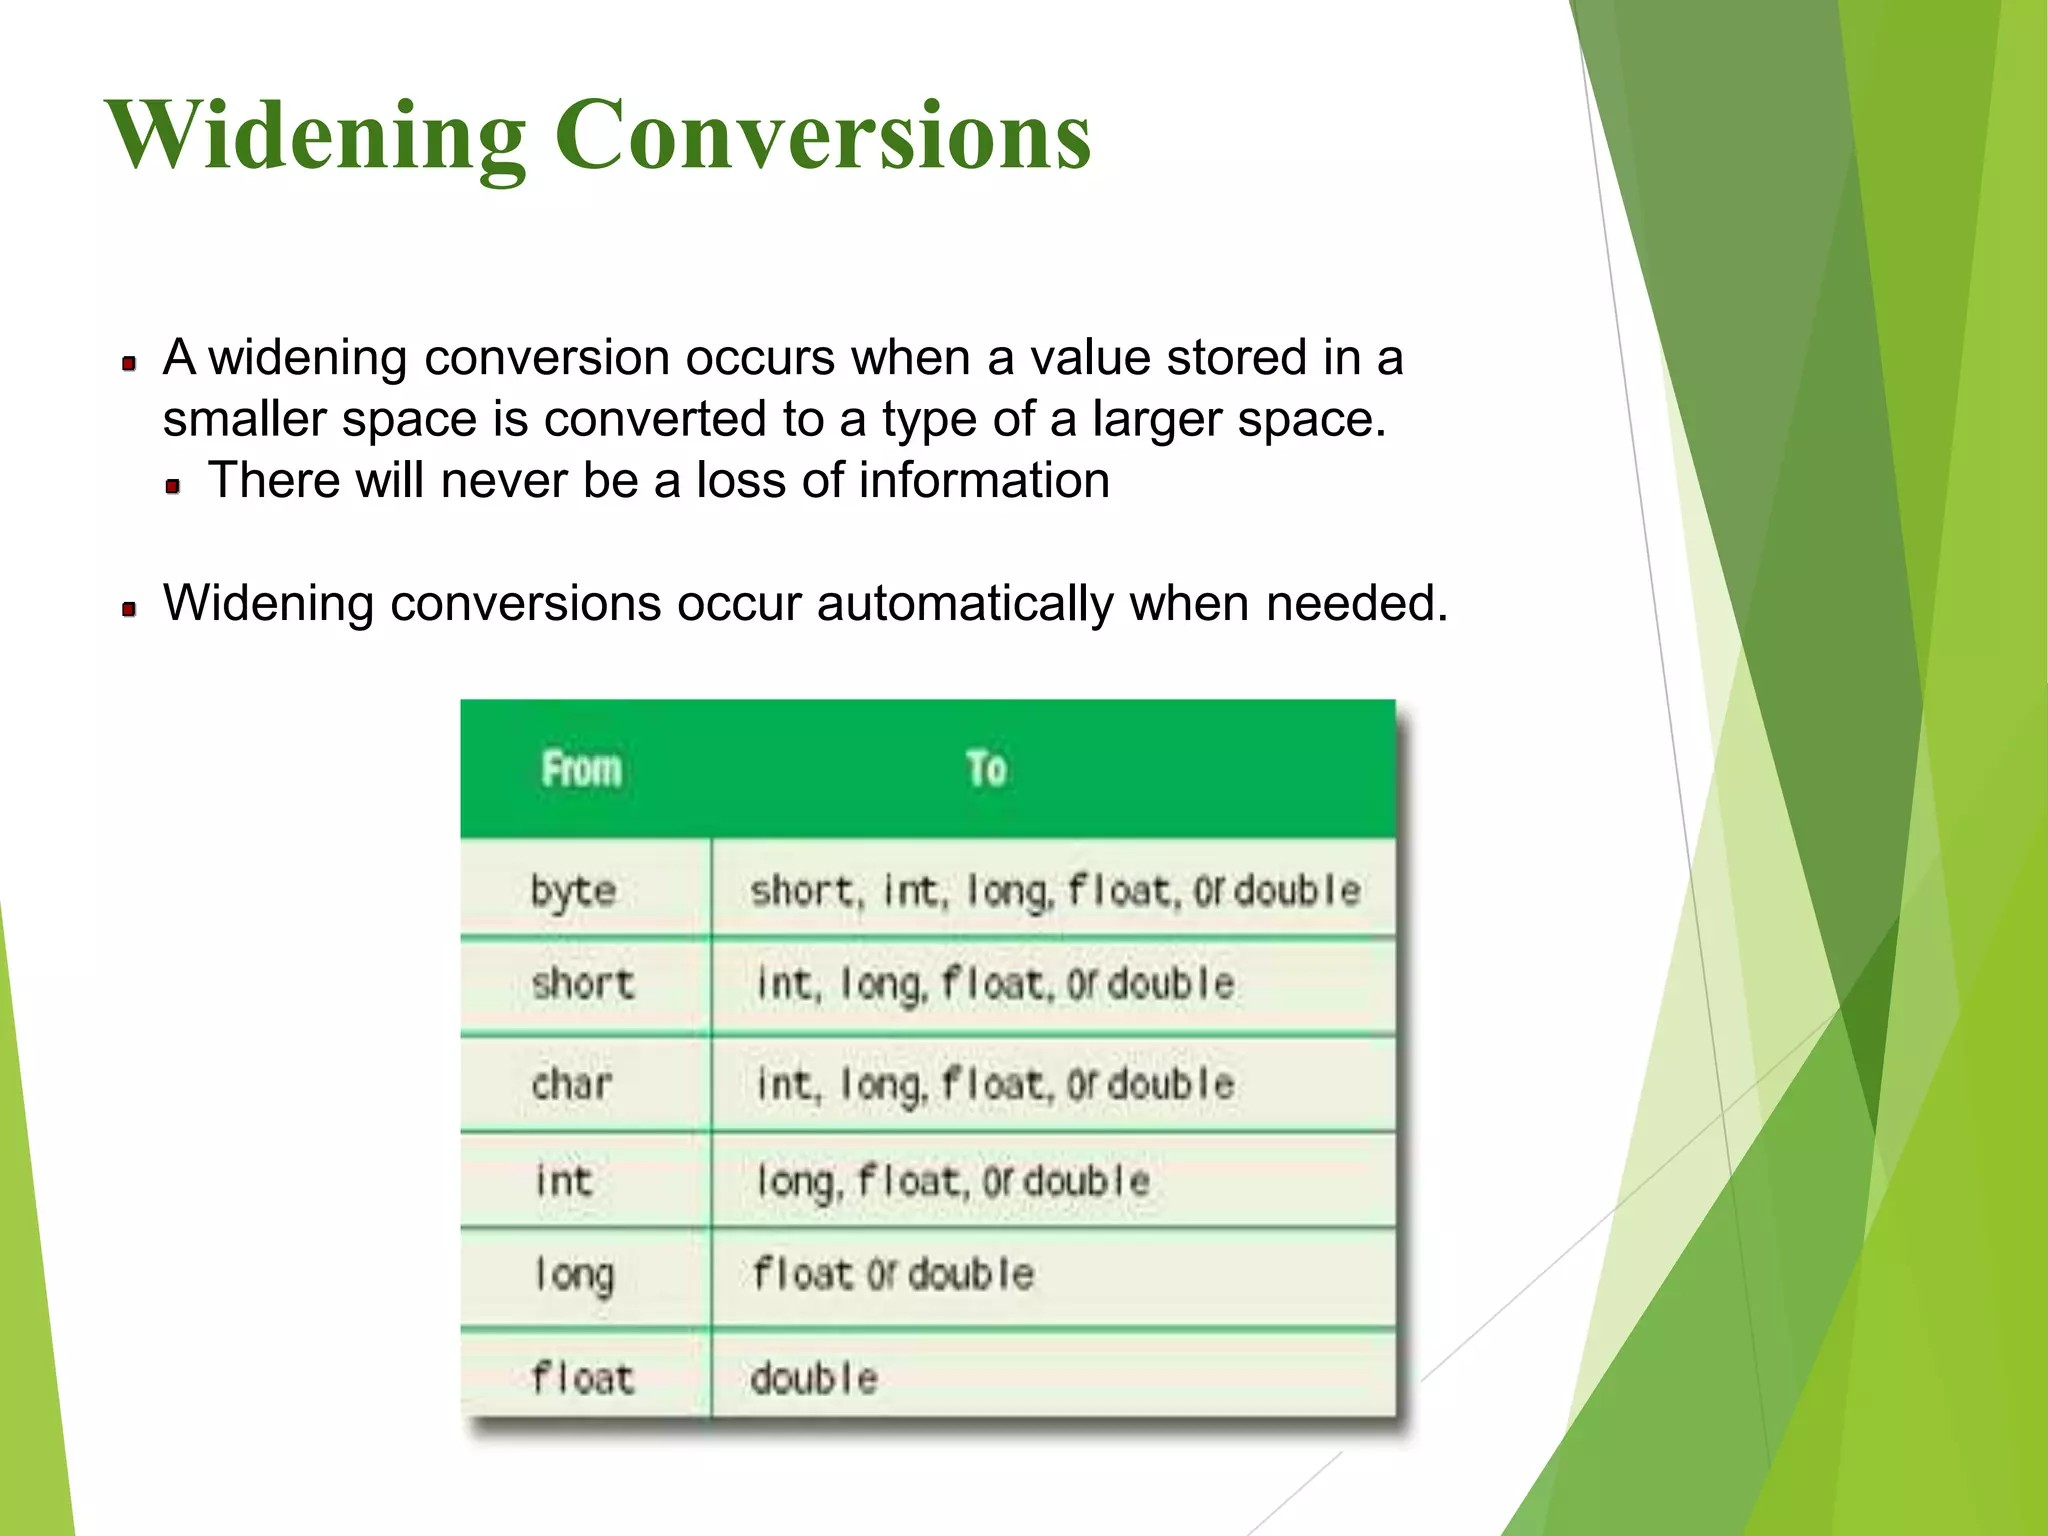 Widening Conversions
A widening conversion occurs when a value stored in a
smaller space is converted to a type of a larger space.
There will never be a loss of information
Widening conversions occur automatically when needed.
From To
byte short, int, long, float, or double
short int, long, float, or double
char int, long, float, or double
int long, float, or double
long float or double
float double